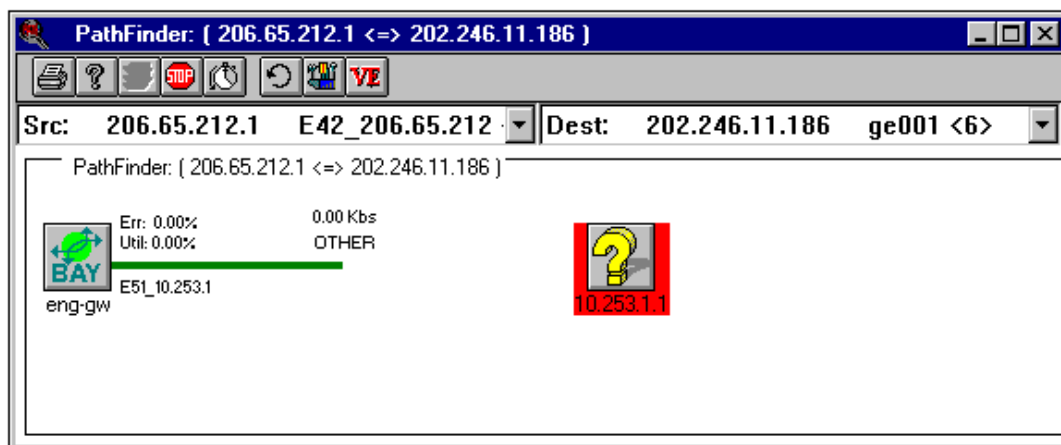 PathFinder: ( 206.65.212.1 <=> 202.246.11.186 )
STOP VE
Src: 206.65.212.1 E42_206.65.212 Dest: 202.246.11.186 ge001 <6>
PathFinder: ( 206.65.212.1 <=> 202.246.11.186 )
Err: 0.00% 0.00 Kbs
Util: 0.00% OTHER
BAY
E51_10.253.1
eng-gw
10.253.1.1